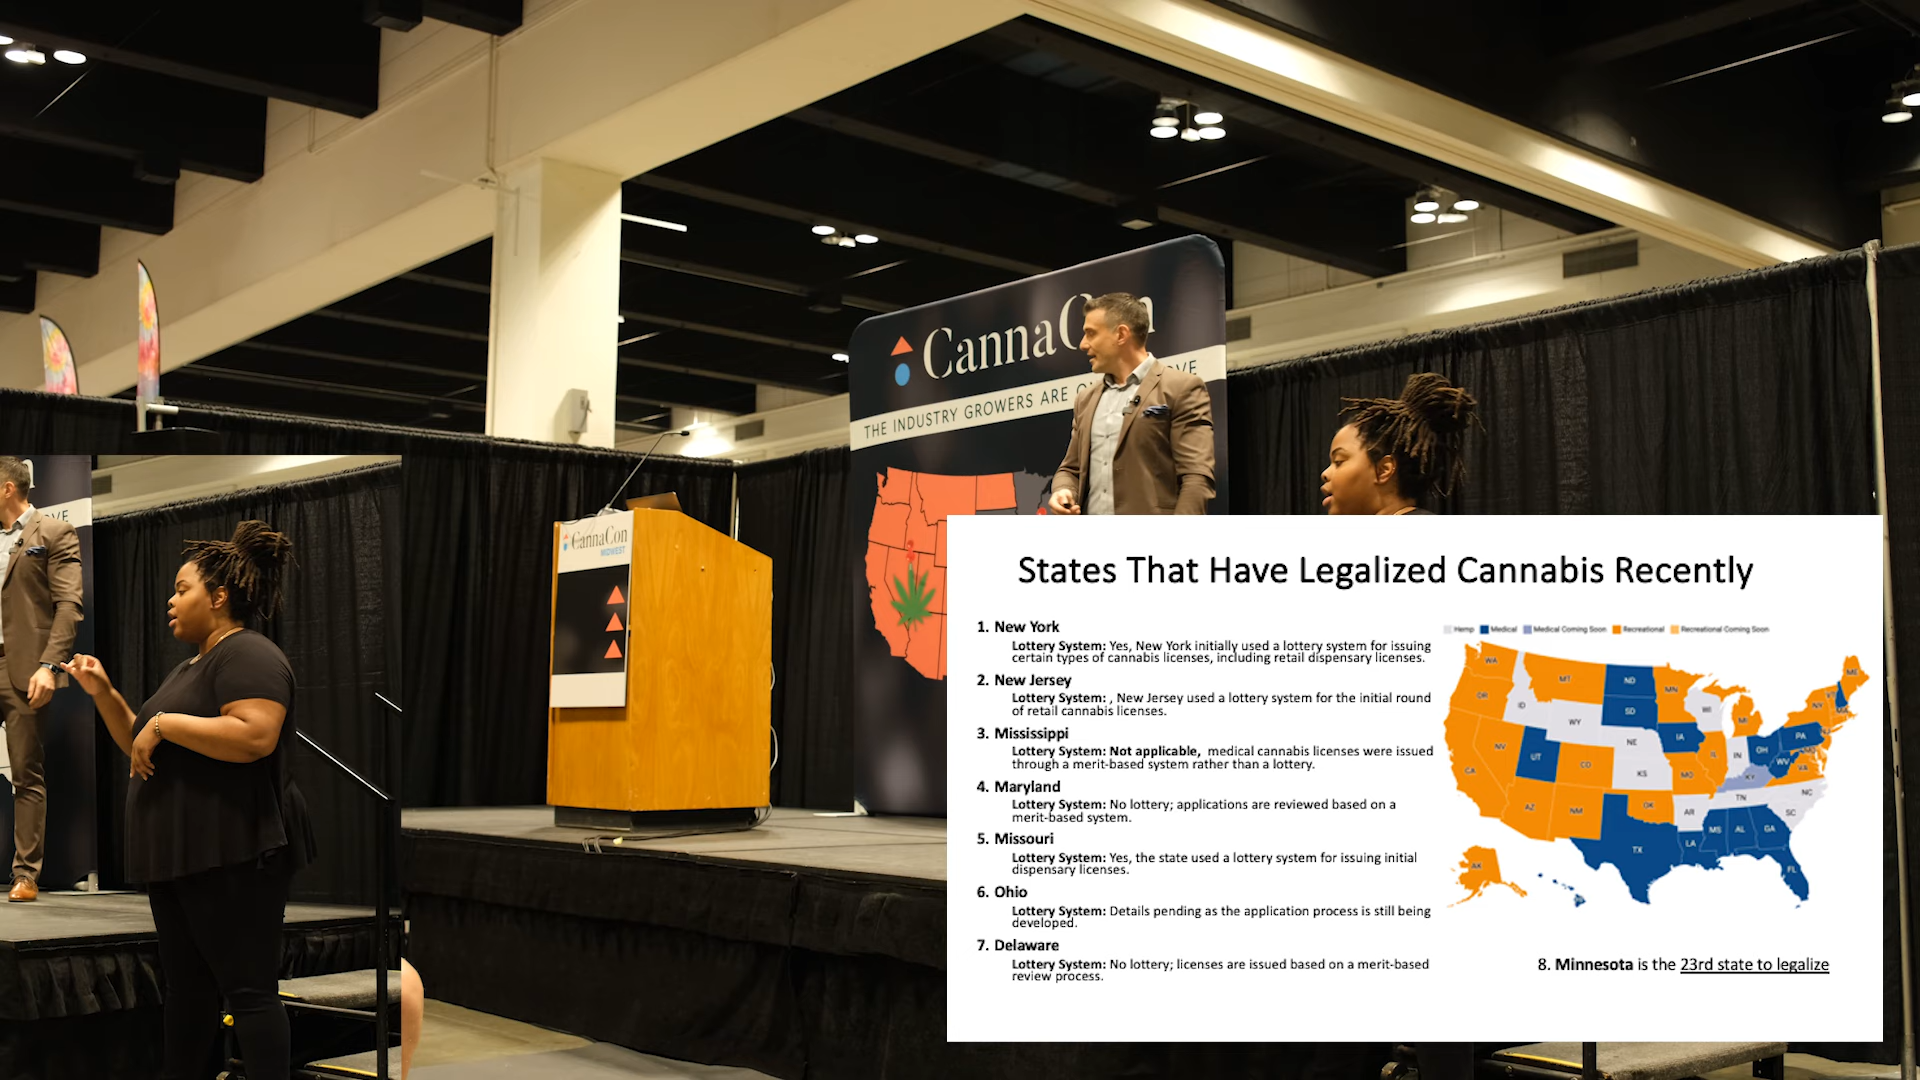 CannaCon
THE INDUSTRY GROWERS ARE
OVE
OVE
CannaCon
MIDWEST
States That Have Legalized Cannabis Recently
1. New York
Lottery System: Yes, New York initially used a lottery system for issuing
certain types of cannabis licenses, including retail dispensary licenses.
2. New Jersey
Lottery System: , New Jersey used a lottery system for the initial round
of retail cannabis licenses.
3. Mississippi
Lottery System: Not applicable, medical cannabis licenses were issued
through a merit-based system rather than a lottery.
4. Maryland
Lottery System: No lottery; applications are reviewed based on a
merit-based system.
5. Missouri
Lottery System: Yes, the state used a lottery system for issuing initial
dispensary licenses.
6. Ohio
Lottery System: Details pending as the application process is still being
developed.
7. Delaware
Lottery System: No lottery; licenses are issued based on a merit-based
review process.
Hemp Medical Medical Coming Soon Recreational Recreational Coming Soon
WA MT ND MN ME
OR ID WY SD WI MI NY VT
NV UT CO NE IA IL IN OH PA
CA KS MO KY WV VA
AZ NM OK AR TN NC SC
TX LA MS AL GA FL
AK
8. Minnesota is the 23rd state to legalize